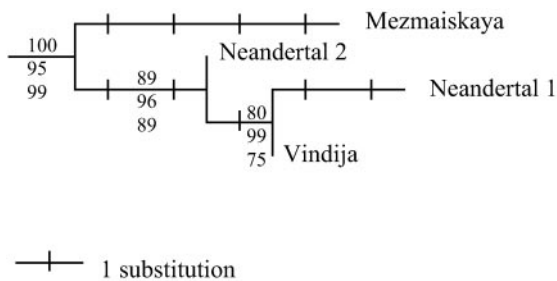 Mezmaiskaya
100
95
99
Neandertal 2
89
96
89
Neandertal 1
80
99
75
Vindija
1 substitution